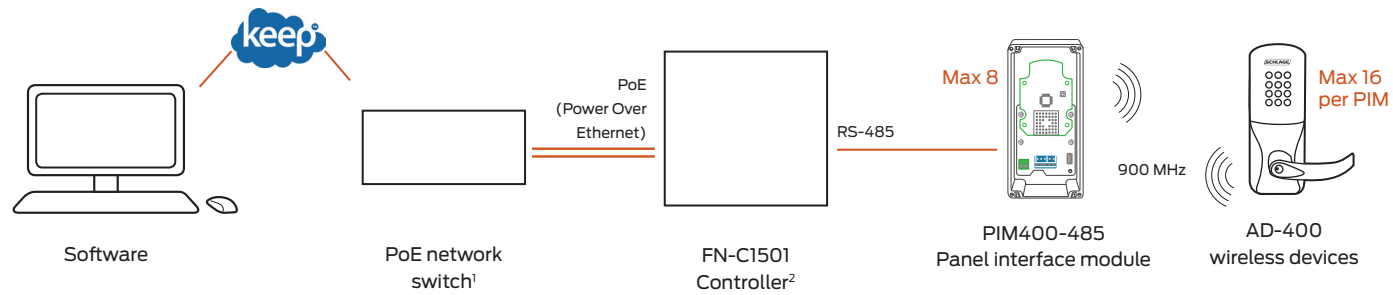 keep™
Software
PoE network
switch¹
PoE
(Power Over
Ethernet)
FN-C1501
Controller²
RS-485
Max 8
PIM400-485
Panel interface module
900 MHz
SCHLAGE
Max 16
per PIM
AD-400
wireless devices